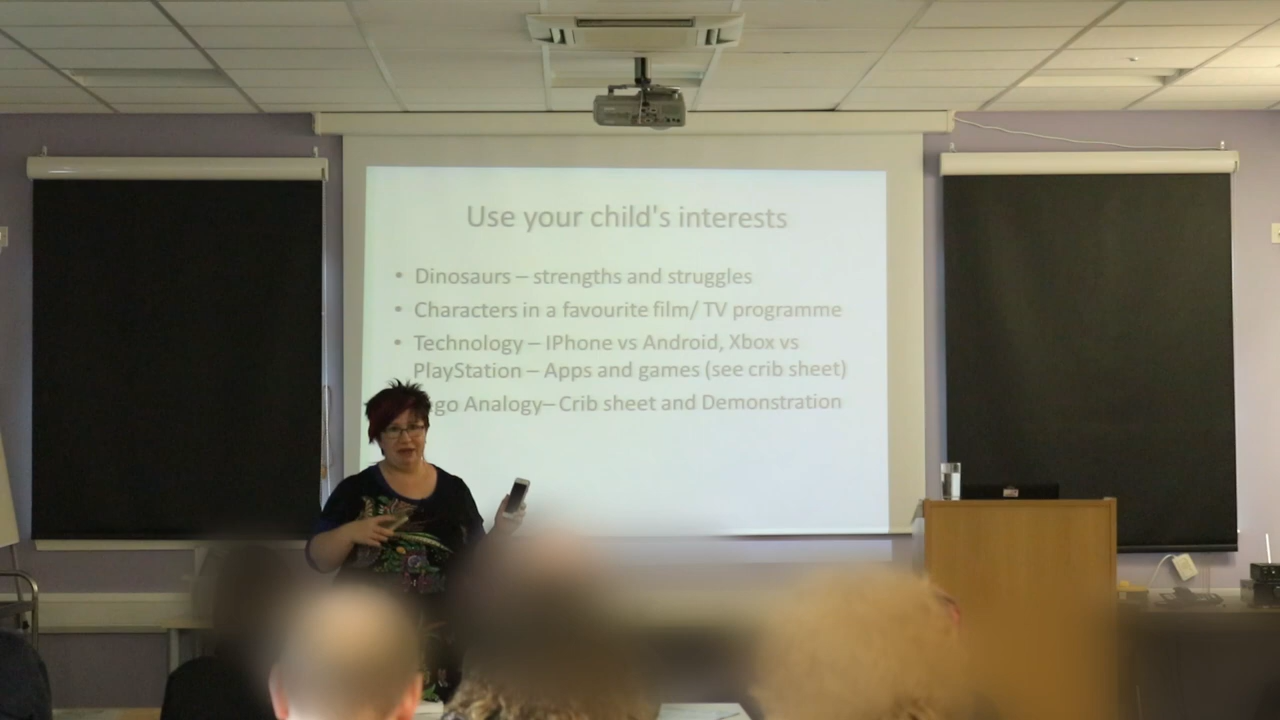 Use your child's interests
• Dinosaurs – strengths and struggles
• Characters in a favourite film/ TV programme
• Technology – IPhone vs Android, Xbox vs
PlayStation – Apps and games (see crib sheet)
Analogy– Crib sheet and Demonstration